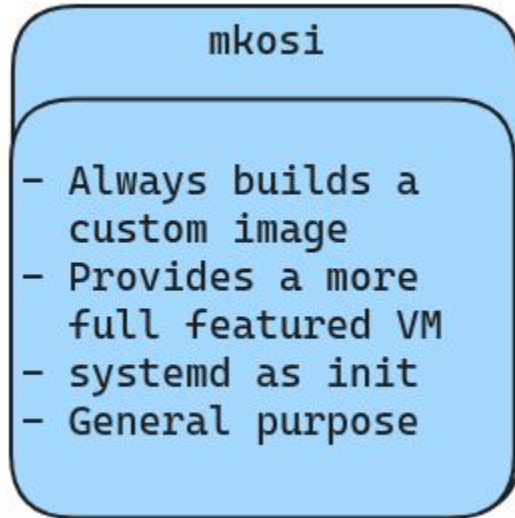 mkosi
- Always builds a
custom image
- Provides a more
full featured VM
- systemd as init
- General purpose